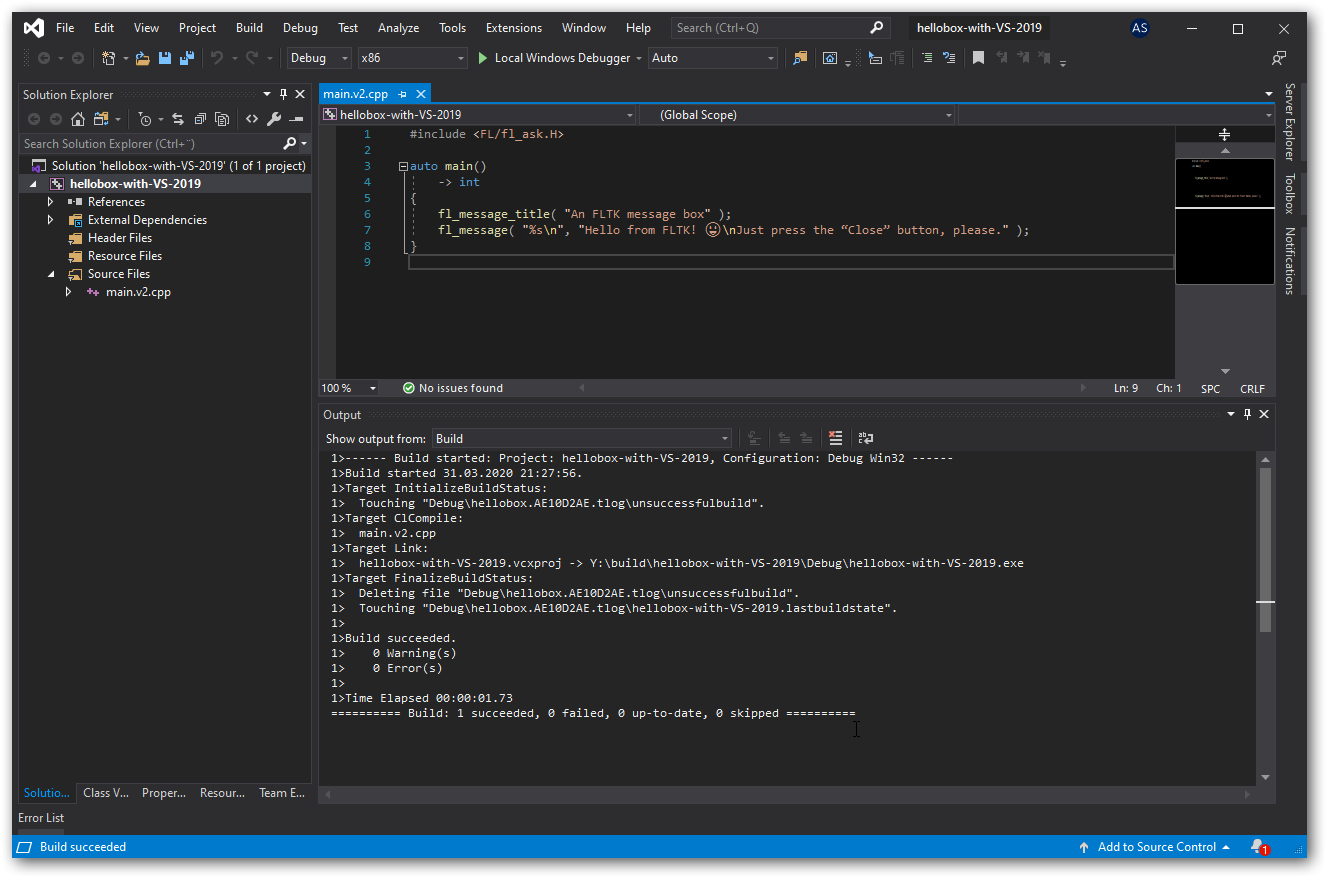 File Edit View Project Build Debug Test Analyze Tools Extensions Window Help Search (Ctrl+Q) hellobox-with-VS-2019 AS
Debug x86 Local Windows Debugger Auto
Solution Explorer
Search Solution Explorer (Ctrl+¨)
Solution 'hellobox-with-VS-2019' (1 of 1 project)
hellobox-with-VS-2019
References
External Dependencies
Header Files
Resource Files
Source Files
main.v2.cpp
main.v2.cpp
hellobox-with-VS-2019 (Global Scope)
1 #include <FL/fl_ask.H>
2
3 auto main()
4 -> int
5 {
6 fl_message_title( "An FLTK message box" );
7 fl_message( "%s\n", "Hello from FLTK! 😀\nJust press the “Close” button, please." );
8 }
9
100 % No issues found Ln: 9 Ch: 1 SPC CRLF
Output
Show output from: Build
1>------ Build started: Project: hellobox-with-VS-2019, Configuration: Debug Win32 ------
1>Build started 31.03.2020 21:27:56.
1>Target InitializeBuildStatus:
1>  Touching "Debug\hellobox.AE10D2AE.tlog\unsuccessfulbuild".
1>Target ClCompile:
1>  main.v2.cpp
1>Target Link:
1>  hellobox-with-VS-2019.vcxproj -> Y:\build\hellobox-with-VS-2019\Debug\hellobox-with-VS-2019.exe
1>Target FinalizeBuildStatus:
1>  Deleting file "Debug\hellobox.AE10D2AE.tlog\unsuccessfulbuild".
1>  Touching "Debug\hellobox.AE10D2AE.tlog\hellobox-with-VS-2019.lastbuildstate".
1>
1>Build succeeded.
1>    0 Warning(s)
1>    0 Error(s)
1>
1>Time Elapsed 00:00:01.73
========== Build: 1 succeeded, 0 failed, 0 up-to-date, 0 skipped ==========
Server Explorer
Toolbox
Notifications
Solutio... Class V... Proper... Resour... Team E...
Error List
Build succeeded Add to Source Control 1